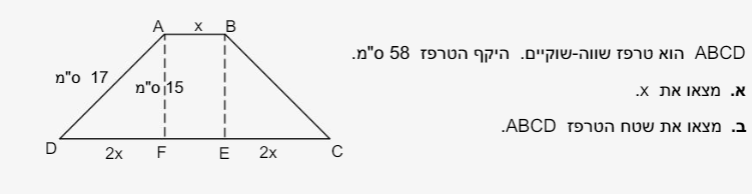 ABCD הוא טרפז שווה-שוקיים. היקף הטרפז 58 ס"מ.
א. מצאו את x.
ב. מצאו את שטח הטרפז ABCD.
A x B
17 ס"מ
15 ס"מ
D 2x F E 2x C